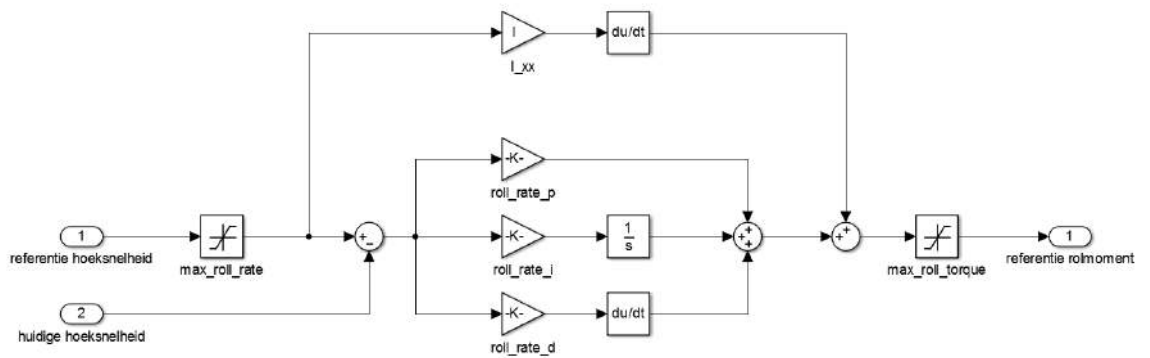 I
du/dt
I_xx
-K-
roll_rate_p
1
referentie hoeksnelheid
max_roll_rate
+
−
-K-
roll_rate_i
1
s
+
+
+
+
+
max_roll_torque
1
referentie rolmoment
2
huidige hoeksnelheid
-K-
roll_rate_d
du/dt